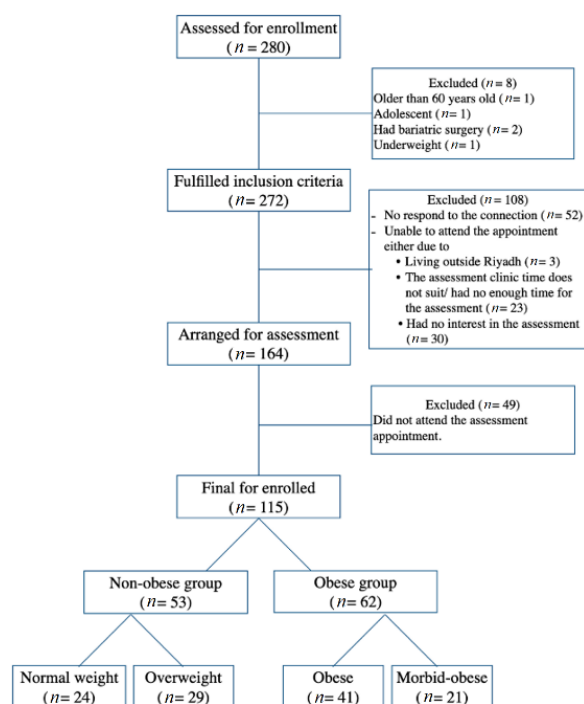 Assessed for enrollment
(n = 280)
Excluded (n = 8)
Older than 60 years old (n= 1)
Adolescent (n= 1)
Had bariatric surgery (n= 2)
Underweight (n= 1)
Fulfilled inclusion criteria
(n = 272)
Excluded (n = 108)
- No respond to the connection (n= 52)
- Unable to attend the appointment
either due to
• Living outside Riyadh (n= 3)
• The assessment clinic time does
not suit/ had no enough time for
the assessment (n= 23)
• Had no interest in the assessment
(n= 30)
Arranged for assessment
(n= 164)
Excluded (n= 49)
Did not attend the assessment
appointment.
Final for enrolled
(n= 115)
Non-obese group
(n= 53)
Obese group
(n= 62)
Normal weight
(n= 24)
Overweight
(n= 29)
Obese
(n= 41)
Morbid-obese
(n= 21)